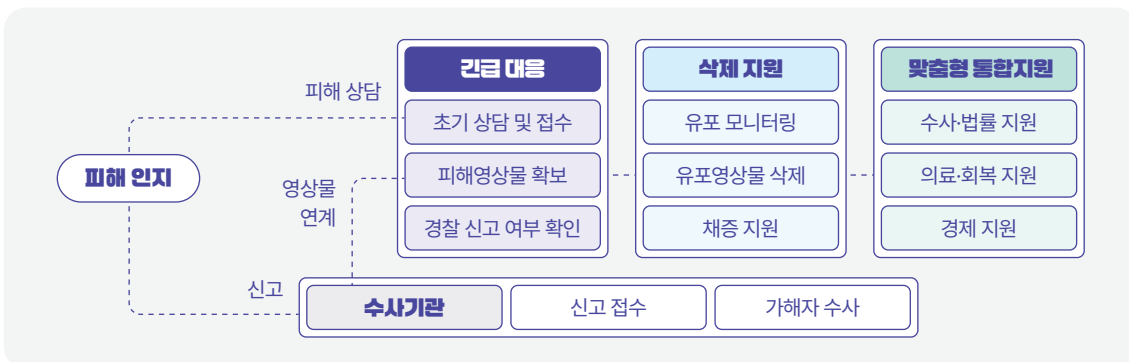 긴급 대응
삭제 지원
맞춤형 통합지원
피해 상담
초기 상담 및 접수
유포 모니터링
수사·법률 지원
피해 인지
영상물
연계
피해영상물 확보
유포영상물 삭제
의료·회복 지원
경찰 신고 여부 확인
채증 지원
경제 지원
신고
수사기관
신고 접수
가해자 수사